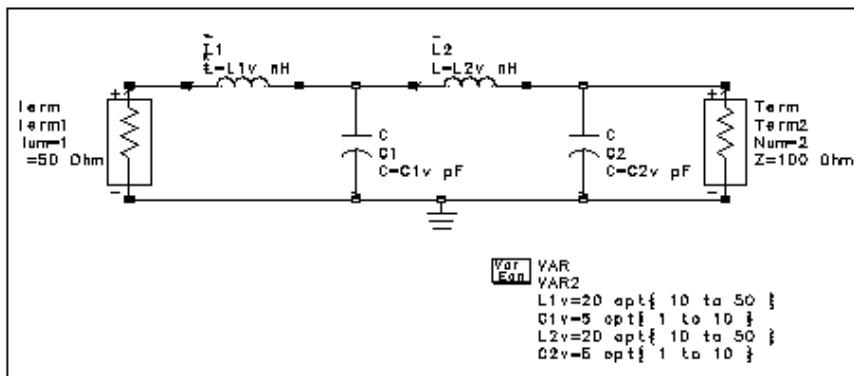 L1
L=L1v nH
L2
L=L2v nH
Term
Term1
Num=1
=50 Ohm
+
-
C
C1
C=C1v pF
C
C2
C=C2v pF
+
-
Term
Term2
Num=2
Z=100 Ohm
Var
Eqn
VAR
VAR2
L1v=20 opt{ 10 to 50 }
C1v=5 opt{ 1 to 10 }
L2v=20 opt{ 10 to 50 }
C2v=5 opt{ 1 to 10 }